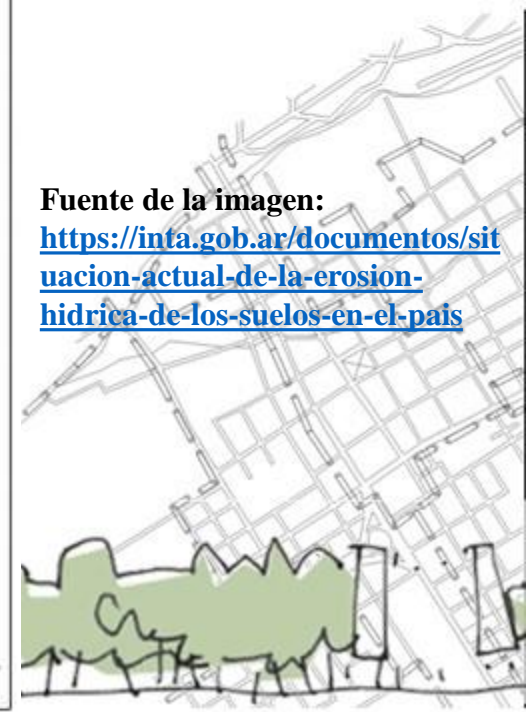 Fuente de la imagen:
https://inta.gob.ar/documentos/sit
uacion-actual-de-la-erosion-
hidrica-de-los-suelos-en-el-pais